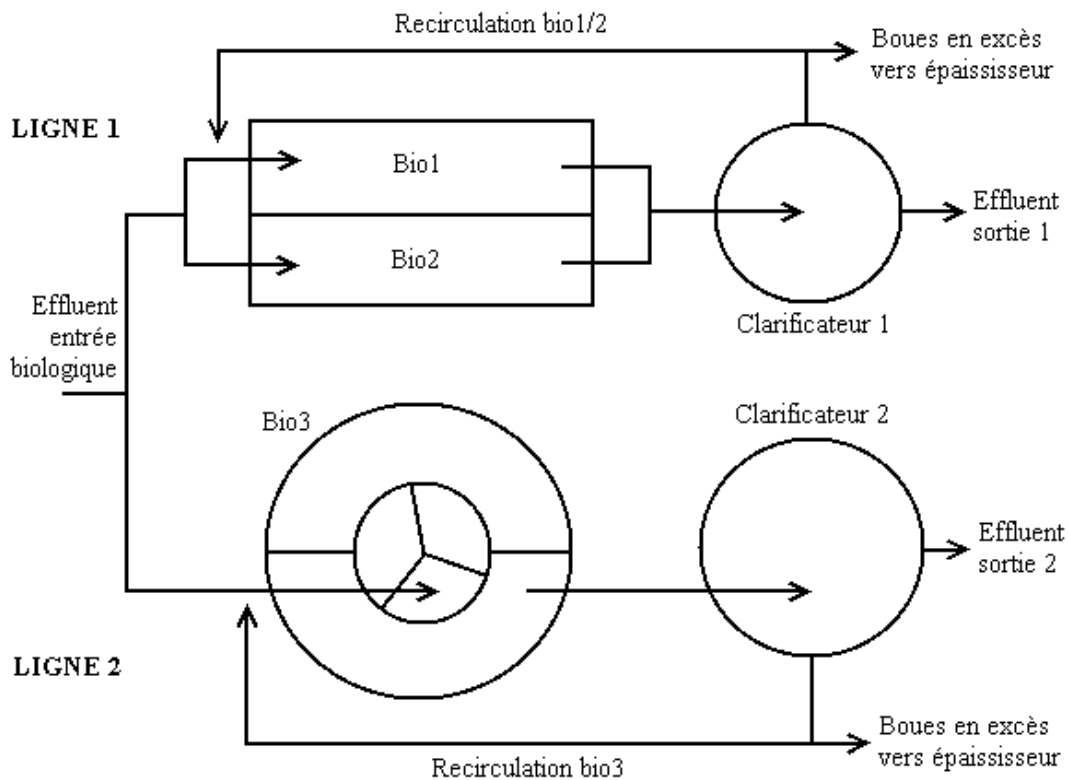 Recirculation bio1/2
Boues en excès
vers épaississeur
LIGNE 1
Bio1
Bio2
Effluent
sortie 1
Clarificateur 1
Effluent
entrée
biologique
Bio3
Clarificateur 2
Effluent
sortie 2
LIGNE 2
Boues en excès
vers épaississeur
Recirculation bio3